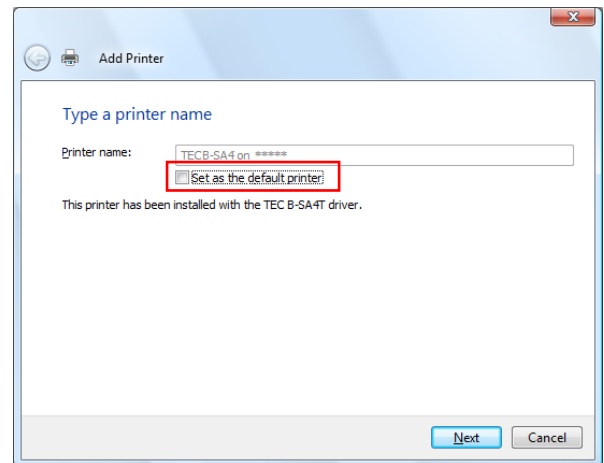 Add Printer
Type a printer name
Printer name:
TECB-SA4 on *****
Set as the default printer
This printer has been installed with the TEC B-SA4T driver.
Next Cancel